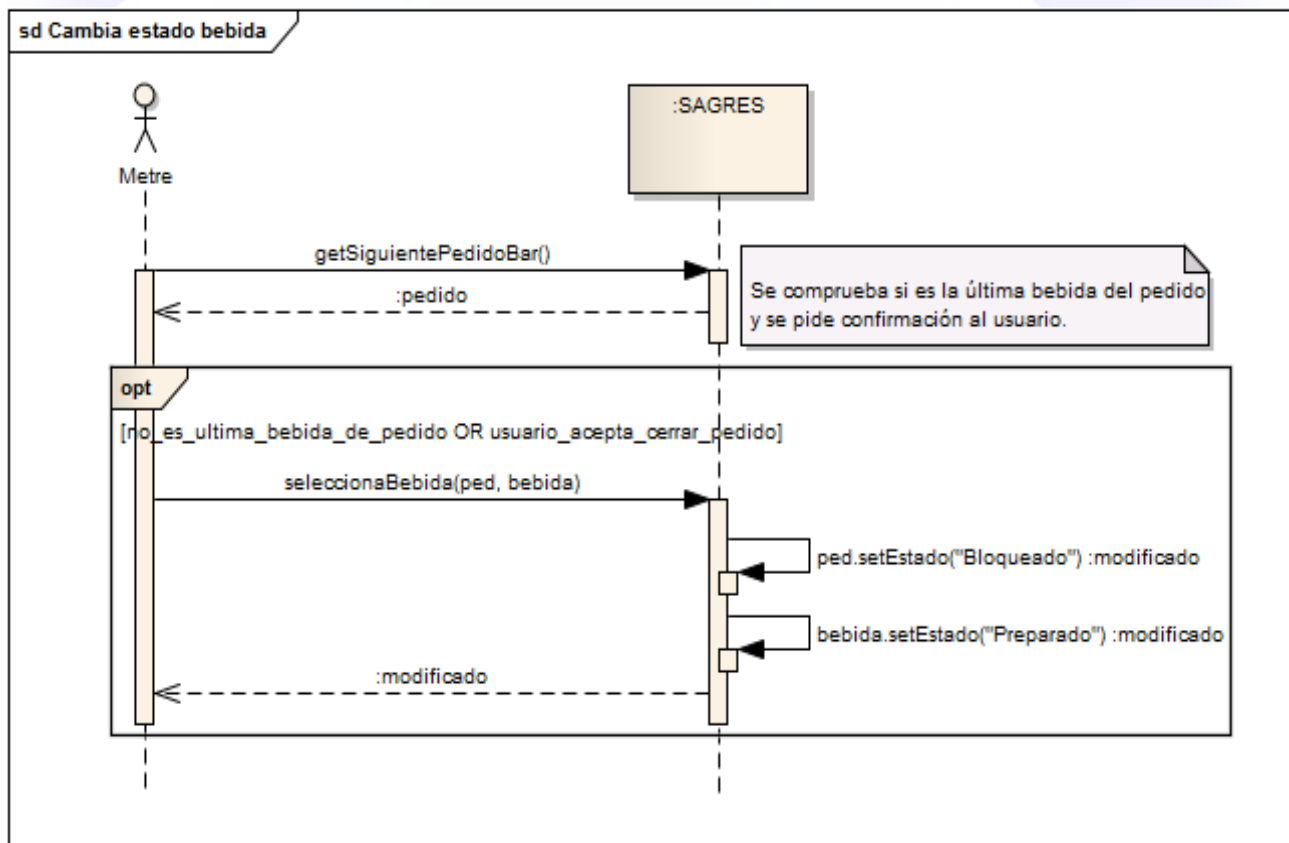 sd Cambia estado bebida
Metre
:SAGRES
getSiguientePedidoBar()
:pedido
Se comprueba si es la última bebida del pedido
y se pide confirmación al usuario.
opt
[no_es_ultima_bebida_de_pedido OR usuario_acepta_cerrar_pedido]
seleccionaBebida(ped, bebida)
ped.setEstado("Bloqueado") :modificado
bebida.setEstado("Preparado") :modificado
:modificado